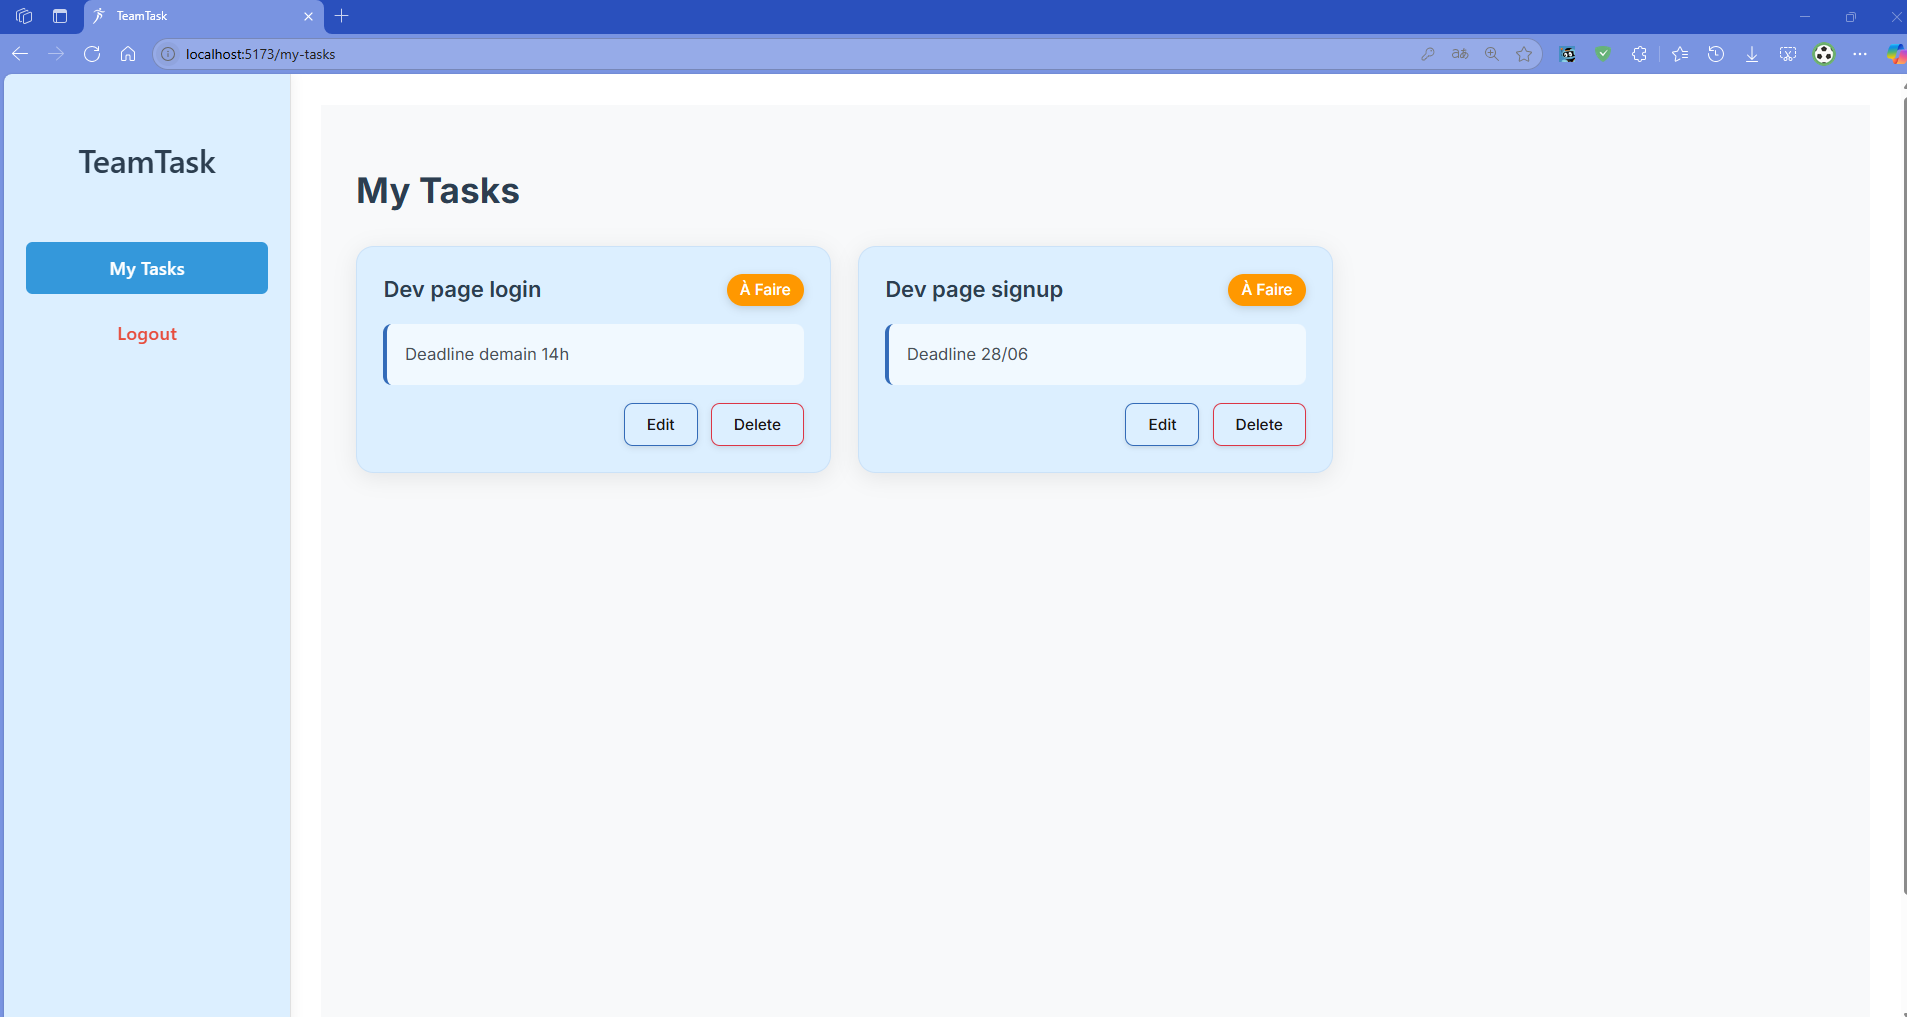 TeamTask
localhost:5173/my-tasks
TeamTask
My Tasks
Logout
My Tasks
Dev page login
À Faire
Deadline demain 14h
Edit
Delete
Dev page signup
À Faire
Deadline 28/06
Edit
Delete